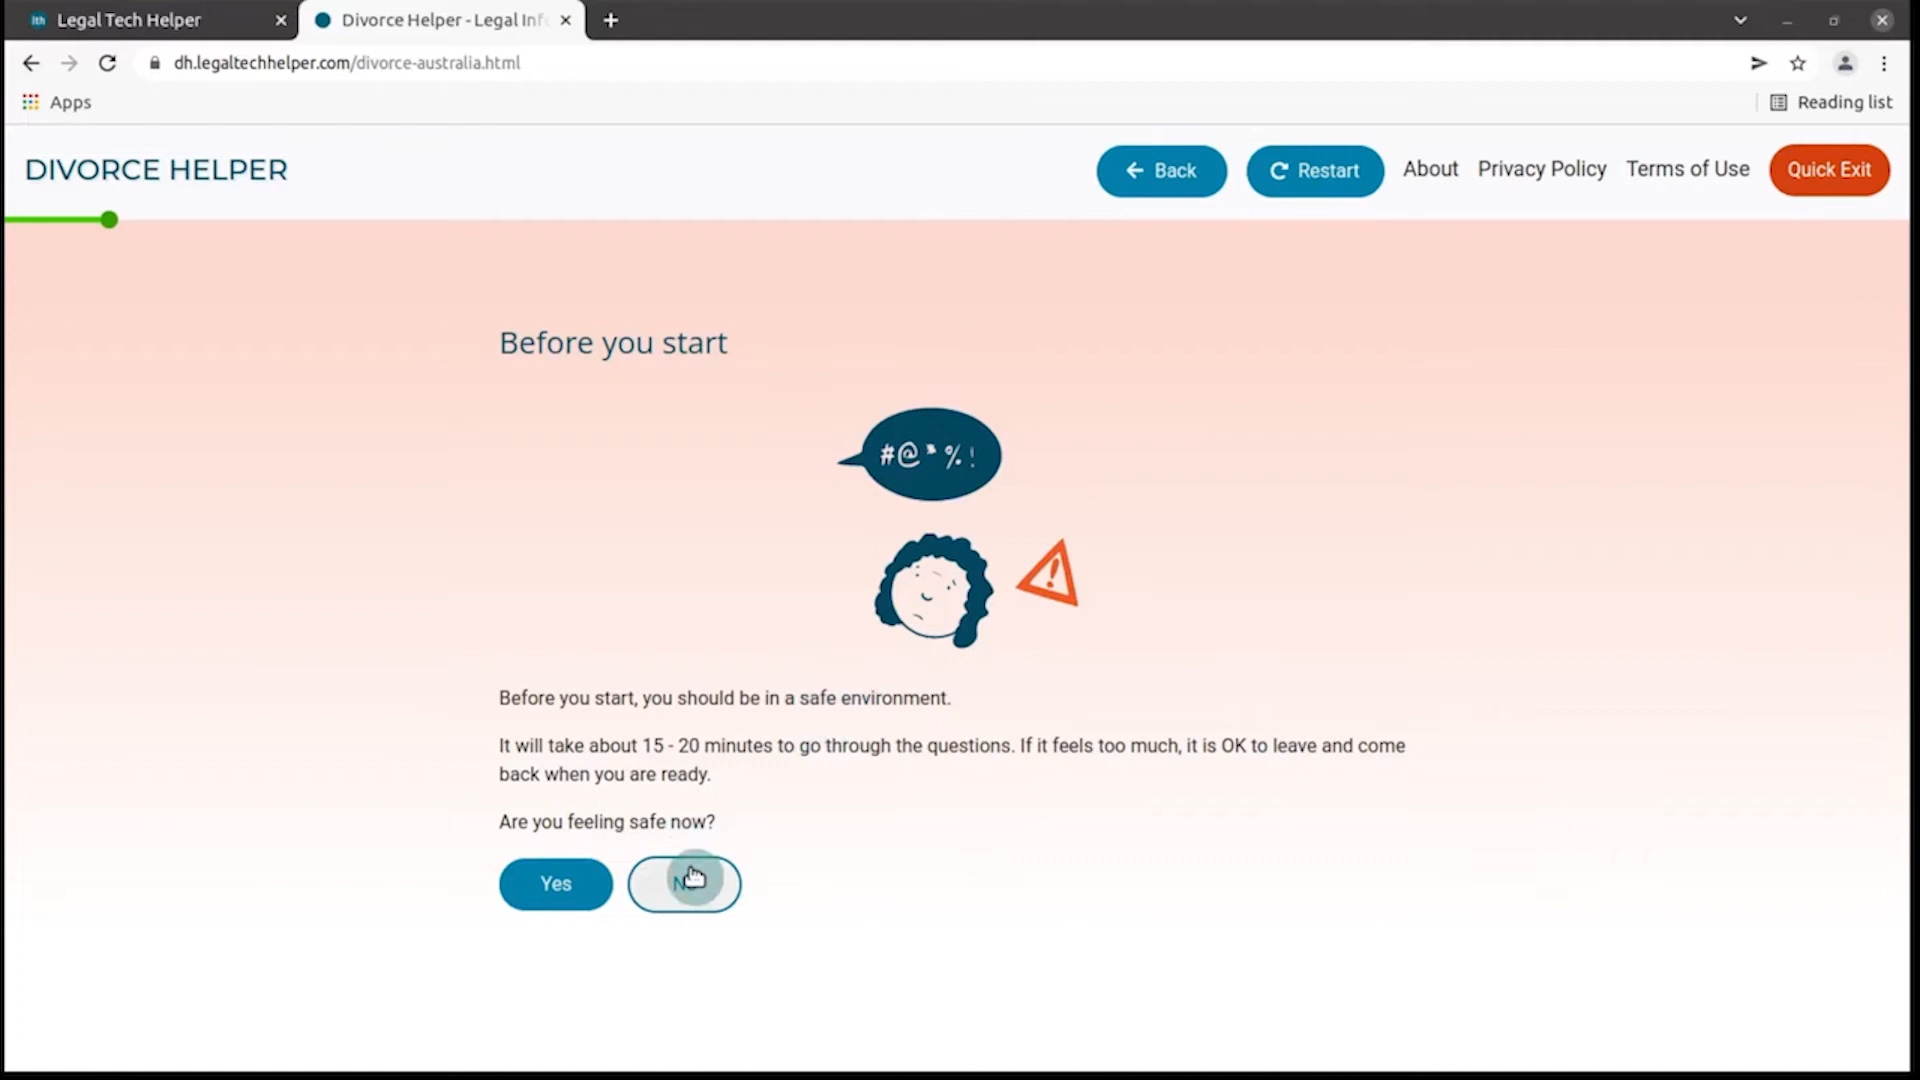 lth Legal Tech Helper
Divorce Helper - Legal Inf
dh.legaltechhelper.com/divorce-australia.html
Apps
Reading list
DIVORCE HELPER
Back
Restart
About
Privacy Policy
Terms of Use
Quick Exit
Before you start
#@*%!
!
Before you start, you should be in a safe environment.
It will take about 15 - 20 minutes to go through the questions. If it feels too much, it is OK to leave and come
back when you are ready.
Are you feeling safe now?
Yes